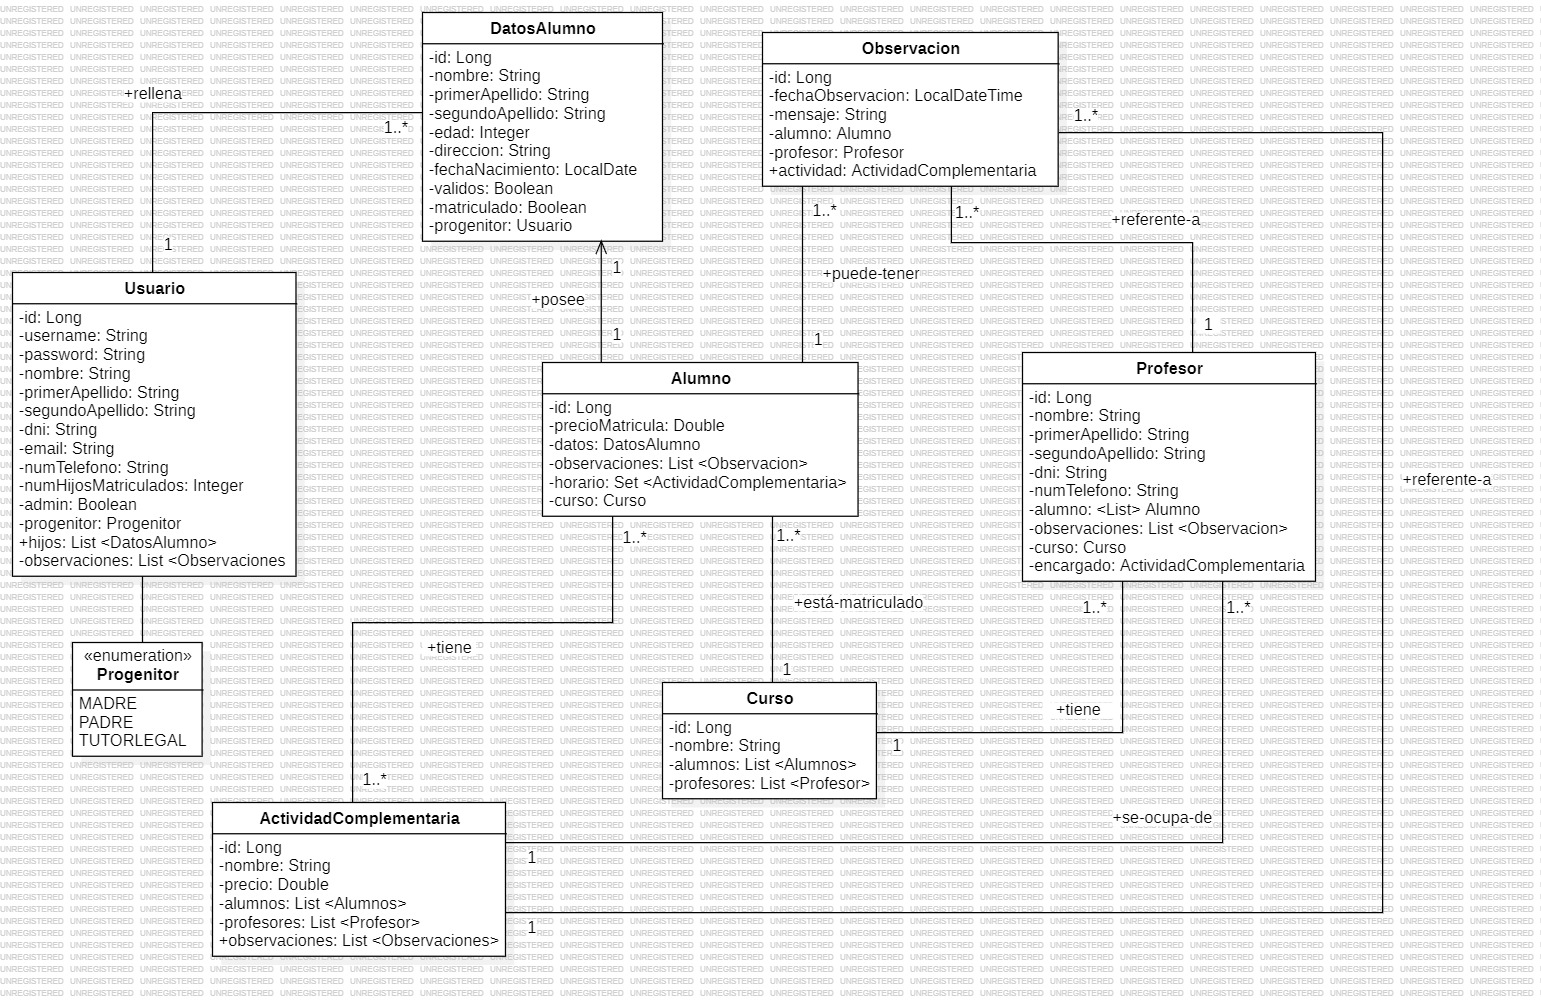 DatosAlumno
-id: Long
-nombre: String
-primerApellido: String
-segundoApellido: String
-edad: Integer
-direccion: String
-fechaNacimiento: LocalDate
-validos: Boolean
-matriculado: Boolean
-progenitor: Usuario
Observacion
-id: Long
-fechaObservacion: LocalDateTime
-mensaje: String
-alumno: Alumno
-profesor: Profesor
+actividad: ActividadComplementaria
+rellena
1..*
1
1..*
1..*
1..*
+referente-a
1
+posee
1
+puede-tener
1
1
Usuario
-id: Long
-username: String
-password: String
-nombre: String
-primerApellido: String
-segundoApellido: String
-dni: String
-email: String
-numTelefono: String
-numHijosMatriculados: Integer
-admin: Boolean
-progenitor: Progenitor
+hijos: List <DatosAlumno>
-observaciones: List <Observaciones
Alumno
-id: Long
-precioMatricula: Double
-datos: DatosAlumno
-observaciones: List <Observacion>
-horario: Set <ActividadComplementaria>
-curso: Curso
Profesor
-id: Long
-nombre: String
-primerApellido: String
-segundoApellido: String
-dni: String
-numTelefono: String
-alumno: <List> Alumno
-observaciones: List <Observacion>
-curso: Curso
-encargado: ActividadComplementaria
+referente-a
1..*
1..*
1..*
1..*
+está-matriculado
+tiene
1
«enumeration»
Progenitor
MADRE
PADRE
TUTORLEGAL
Curso
-id: Long
-nombre: String
-alumnos: List <Alumnos>
-profesores: List <Profesor>
+tiene
1
1..*
+se-ocupa-de
ActividadComplementaria
-id: Long
-nombre: String
-precio: Double
-alumnos: List <Alumnos>
-profesores: List <Profesor>
+observaciones: List <Observaciones>
1
1
UNREGISTERED